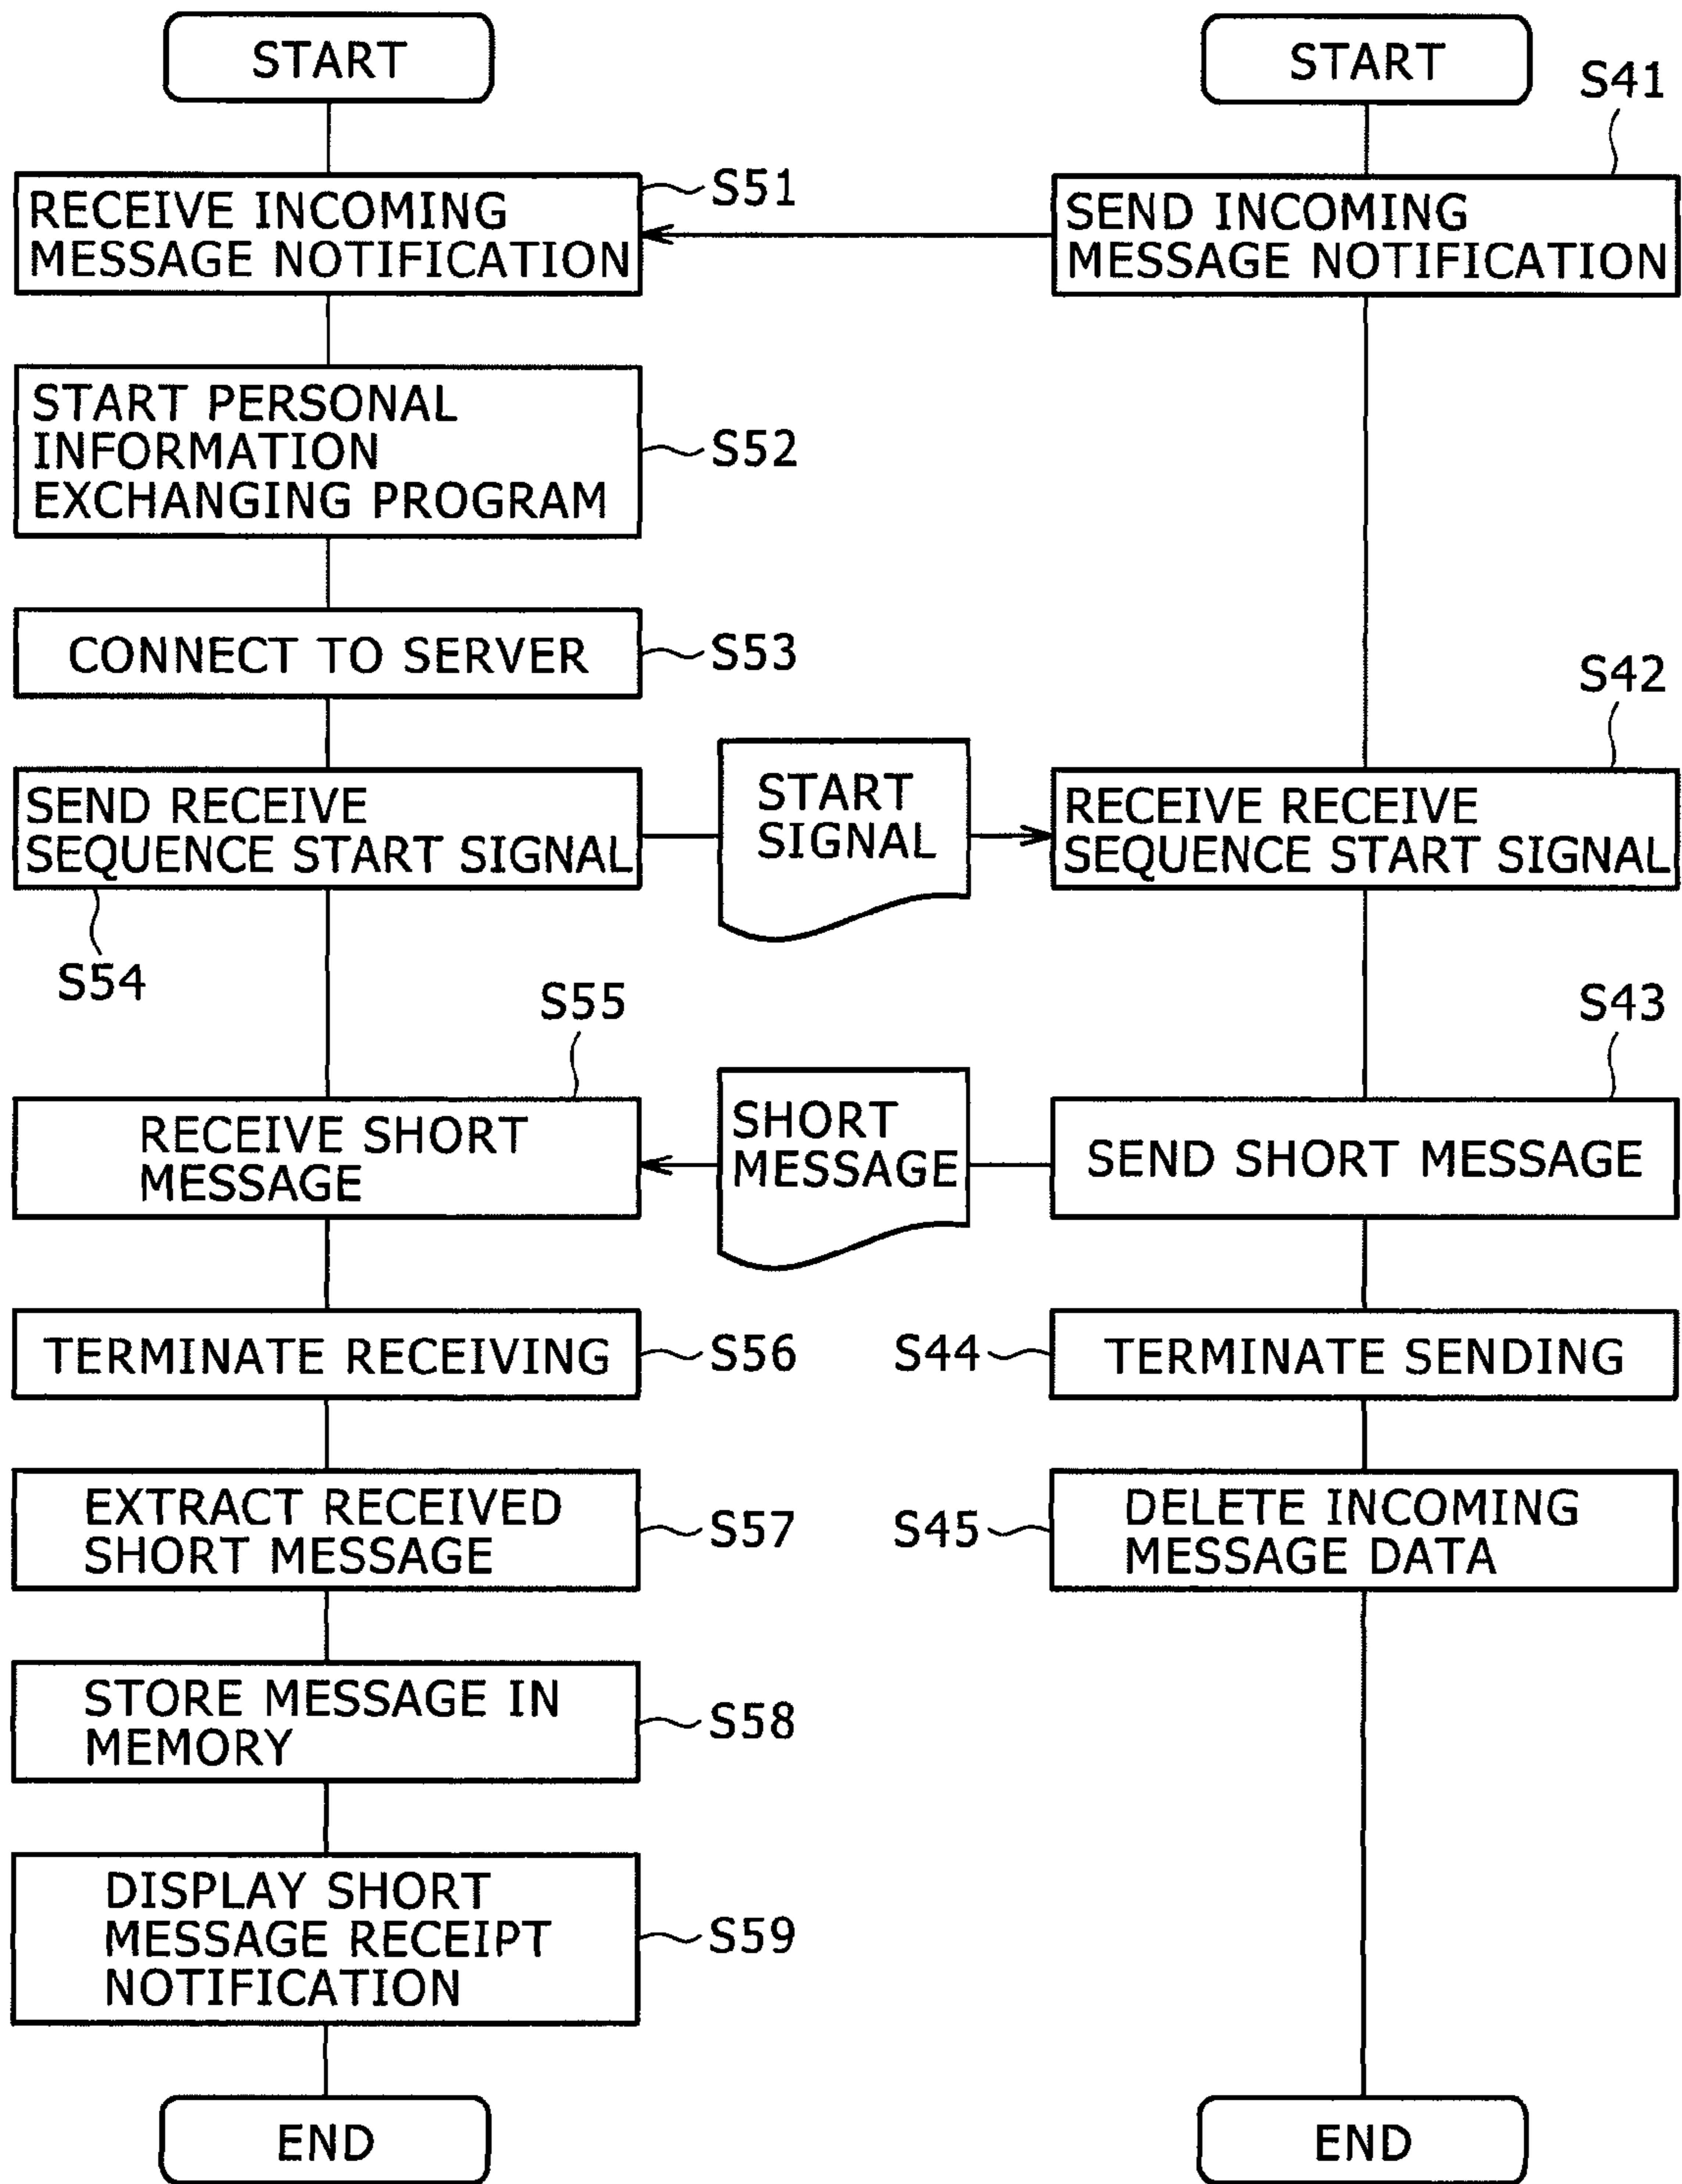 START
START
S41
S51
RECEIVE INCOMING
MESSAGE NOTIFICATION
SEND INCOMING
MESSAGE NOTIFICATION
START PERSONAL
INFORMATION
EXCHANGING PROGRAM
S52
CONNECT TO SERVER
S53
S42
SEND RECEIVE
SEQUENCE START SIGNAL
START
SIGNAL
RECEIVE RECEIVE
SEQUENCE START SIGNAL
S54
S55
S43
RECEIVE SHORT
MESSAGE
SHORT
MESSAGE
SEND SHORT MESSAGE
TERMINATE RECEIVING
S56
S44
TERMINATE SENDING
EXTRACT RECEIVED
SHORT MESSAGE
S57
S45
DELETE INCOMING
MESSAGE DATA
STORE MESSAGE IN
MEMORY
S58
DISPLAY SHORT
MESSAGE RECEIPT
NOTIFICATION
S59
END
END